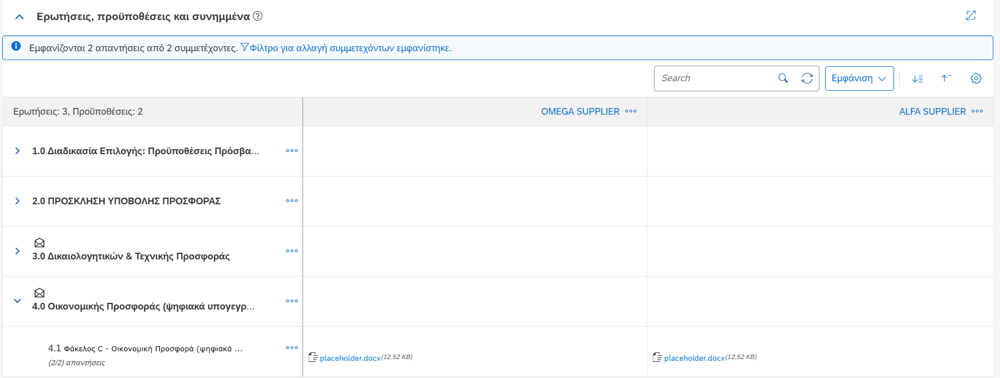 Ερωτήσεις, προϋποθέσεις και συνημμένα
Εμφανίζονται 2 απαντήσεις από 2 συμμετέχοντες. Φίλτρο για αλλαγή συμμετεχόντων εμφανίστηκε.
Search Εμφάνιση
Ερωτήσεις: 3, Προϋποθέσεις: 2 OMEGA SUPPLIER ALFA SUPPLIER
1.0 Διαδικασία Επιλογής: Προϋποθέσεις Πρόσβα...
2.0 ΠΡΟΣΚΛΗΣΗ ΥΠΟΒΟΛΗΣ ΠΡΟΣΦΟΡΑΣ
3.0 Δικαιολογητικών & Τεχνικής Προσφοράς
4.0 Οικονομικής Προσφοράς (ψηφιακά υπογεγρ...
4.1 Φάκελος C - Οικονομική Προσφορά (ψηφιακά ...
(2/2) απαντήσεις
placeholder.docx (12.52 KB) placeholder.docx (12.52 KB)